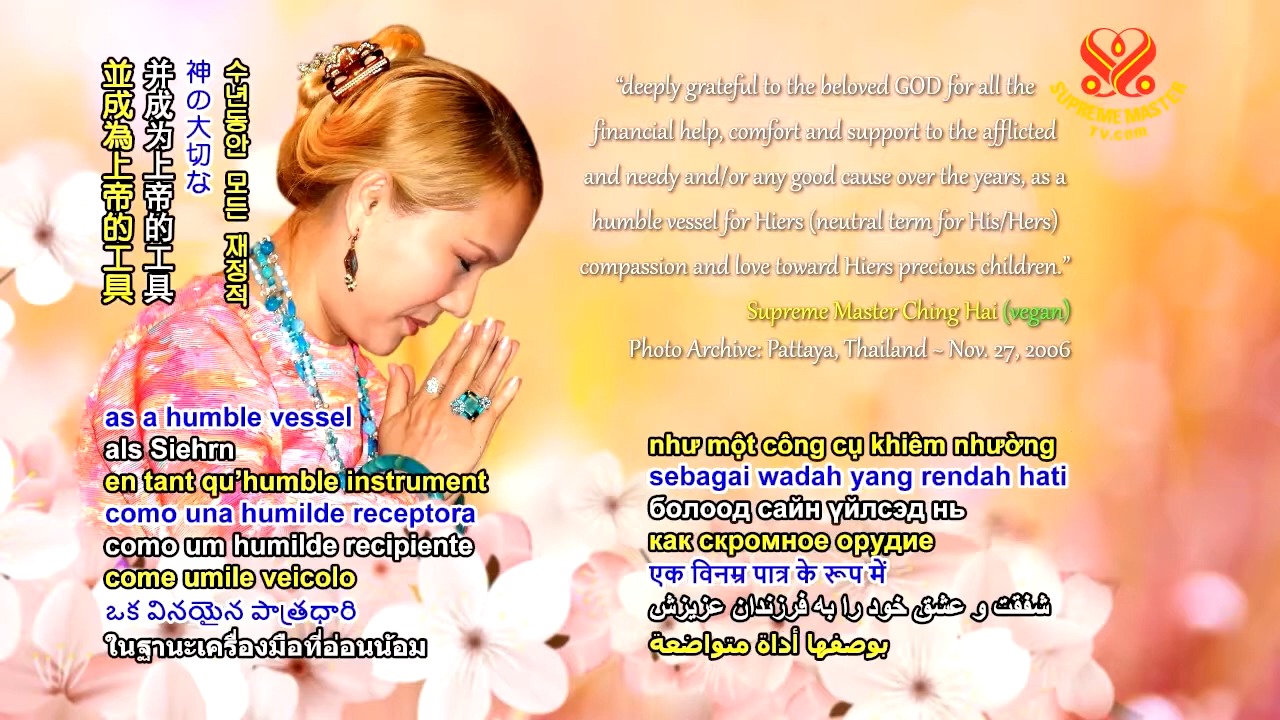 並成為上帝的工具
并成为上帝的工具
神の大切な
수년동안 모든 재정적
“deeply grateful to the beloved GOD for all the
financial help, comfort and support to the afflicted
and needy and/or any good cause over the years, as a
humble vessel for Hiers (neutral term for His/Hers)
compassion and love toward Hiers precious children.”
Supreme Master Ching Hai (vegan)
Photo Archive: Pattaya, Thailand ~ Nov. 27, 2006
SUPREME MASTER
TV.com
as a humble vessel
als Siehrn
en tant qu’humble instrument
como una humilde receptora
como um humilde recipiente
come umile veicolo
ఒక వినయైన పాత్రధారి
ในฐานะเครื่องมือที่อ่อนน้อม
như một công cụ khiêm nhường
sebagai wadah yang rendah hati
болоод сайн үйлсэд нь
как скромное орудие
एक विनम्र पात्र के रूप में
شفقت و عشق خود را به فرزندان عزیزش
بوصفها أداة متواضعة